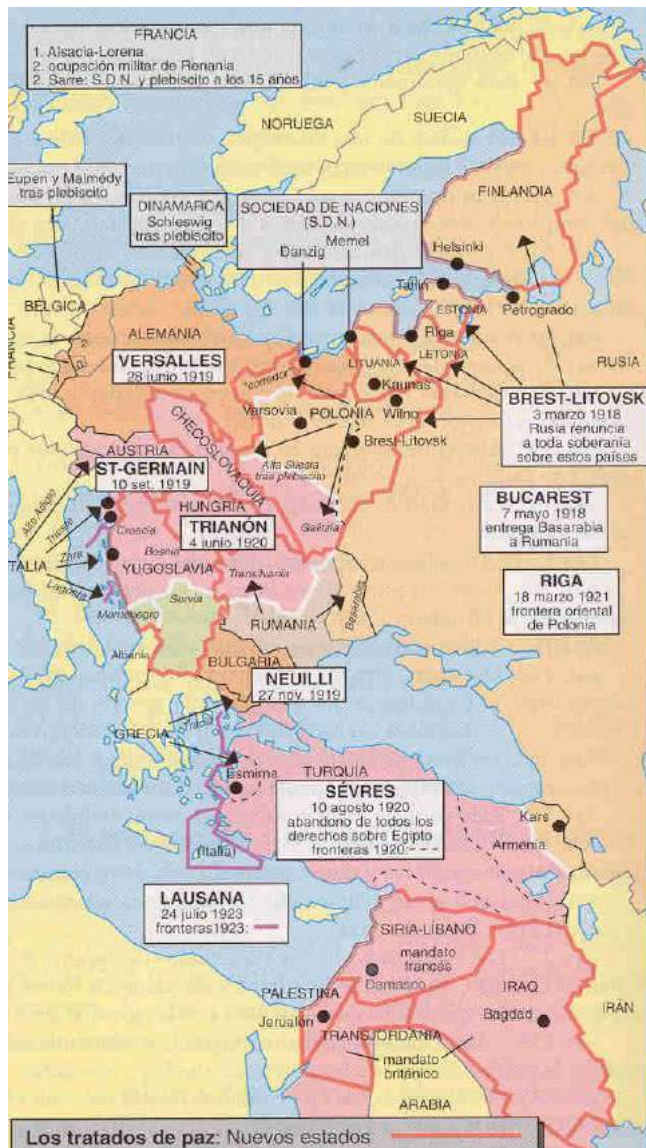 FRANCIA
1. Alsacia-Lorena
2. ocupación militar de Renania
2. Sarre: S.D.N. y plebiscito a los 15 años
NORUEGA
SUECIA
FINLANDIA
Eupen y Malmédy
tras plebiscito
DINAMARCA
Schleswig
tras plebiscito
SOCIEDAD DE NACIONES
(S.D.N.)
Danzig
Memel
Helsinki
Tallin
Petrogrado
ESTONIA
BELGICA
FRANCIA
ALEMANIA
Riga
LETONIA
RUSIA
VERSALLES
28 junio 1919
"corredor"
LITUANIA
Kaunas
Wilno
Varsovia
POLONIA
Brest-Litovsk
BREST-LITOVSK
3 marzo 1918
Rusia renuncia
a toda soberanía
sobre estos países
CHECOSLOVAQUIA
Alta Silesia
tras plebiscito
AUSTRIA
ST-GERMAIN
10 set. 1919
HUNGRIA
TRIANÓN
4 junio 1920
Galitzia
BUCAREST
7 mayo 1918
entrega Basarabia
a Rumania
Alto Adigio
Trieste
Croacia
Zara
Bosnia
ITALIA
YUGOSLAVIA
Transilvania
Lagosta
Servia
RUMANIA
Basarabia
RIGA
18 marzo 1921
frontera oriental
de Polonia
Montenegro
Albania
BULGARIA
NEUILLI
27 nov. 1919
Tracia
GRECIA
Esmirna
TURQUIA
SÉVRES
10 agosto 1920
abandono de todos los
derechos sobre Egipto
fronteras 1920:
Kars
Armenia
(Italia)
LAUSANA
24 julio 1923
fronteras1923:
SIRIA-LÍBANO
mandato
francés
Damasco
PALESTINA
Jerualén
IRAQ
Bagdad
IRÁN
TRANSJORDANIA
mandato
británico
ARABIA
Los tratados de paz: Nuevos estados